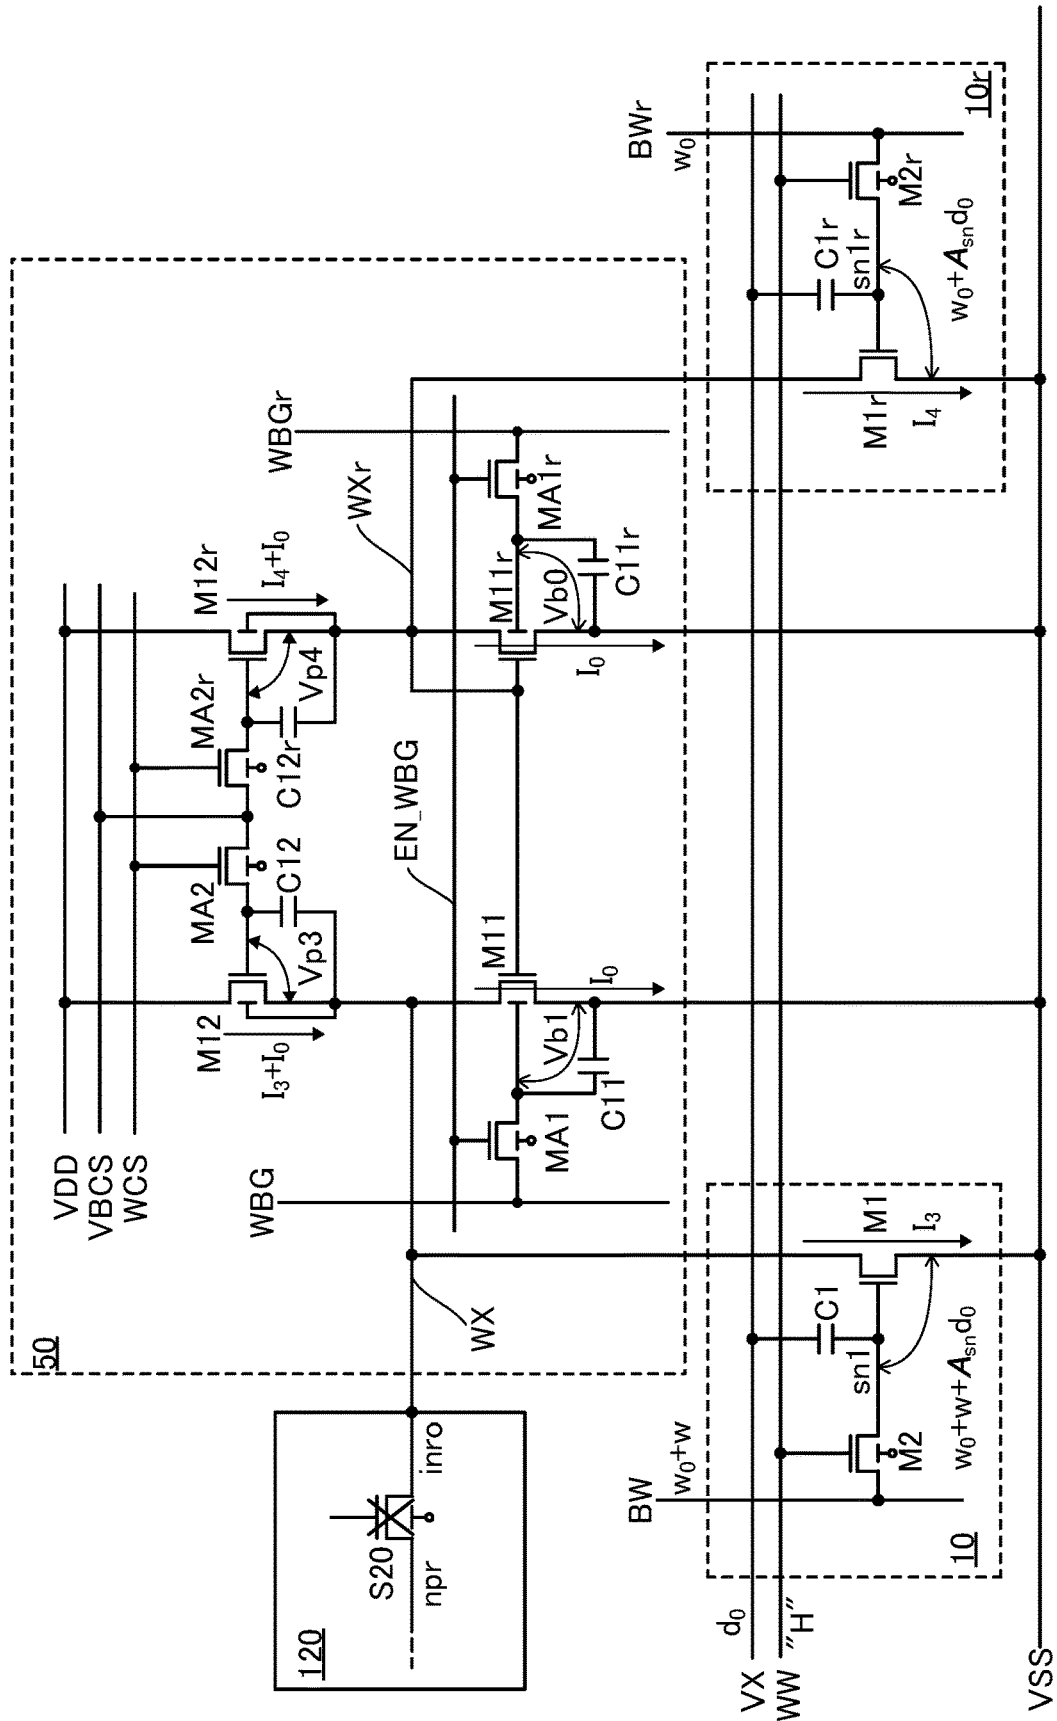 50
VDD
VBCS
WCS
M12
I₃+I₀
MA2
C12
Vp3
MA2r
C12r
Vp4
M12r
I₄+I₀
WBG
MA1
C11
Vb1
M11
I₀
EN_WBG
WXr
WBGr
MA1r
M11r
Vb0
C11r
I₀
WX
120
S20
npr
inro
BW
w₀+w
10
M2
sn1
C1
w₀+w+Aₛₙd₀
M1
I₃
BWr
w₀
10r
M2r
C1r
sn1r
w₀+Aₛₙd₀
M1r
I₄
VX
d₀
WW
"H"
VSS